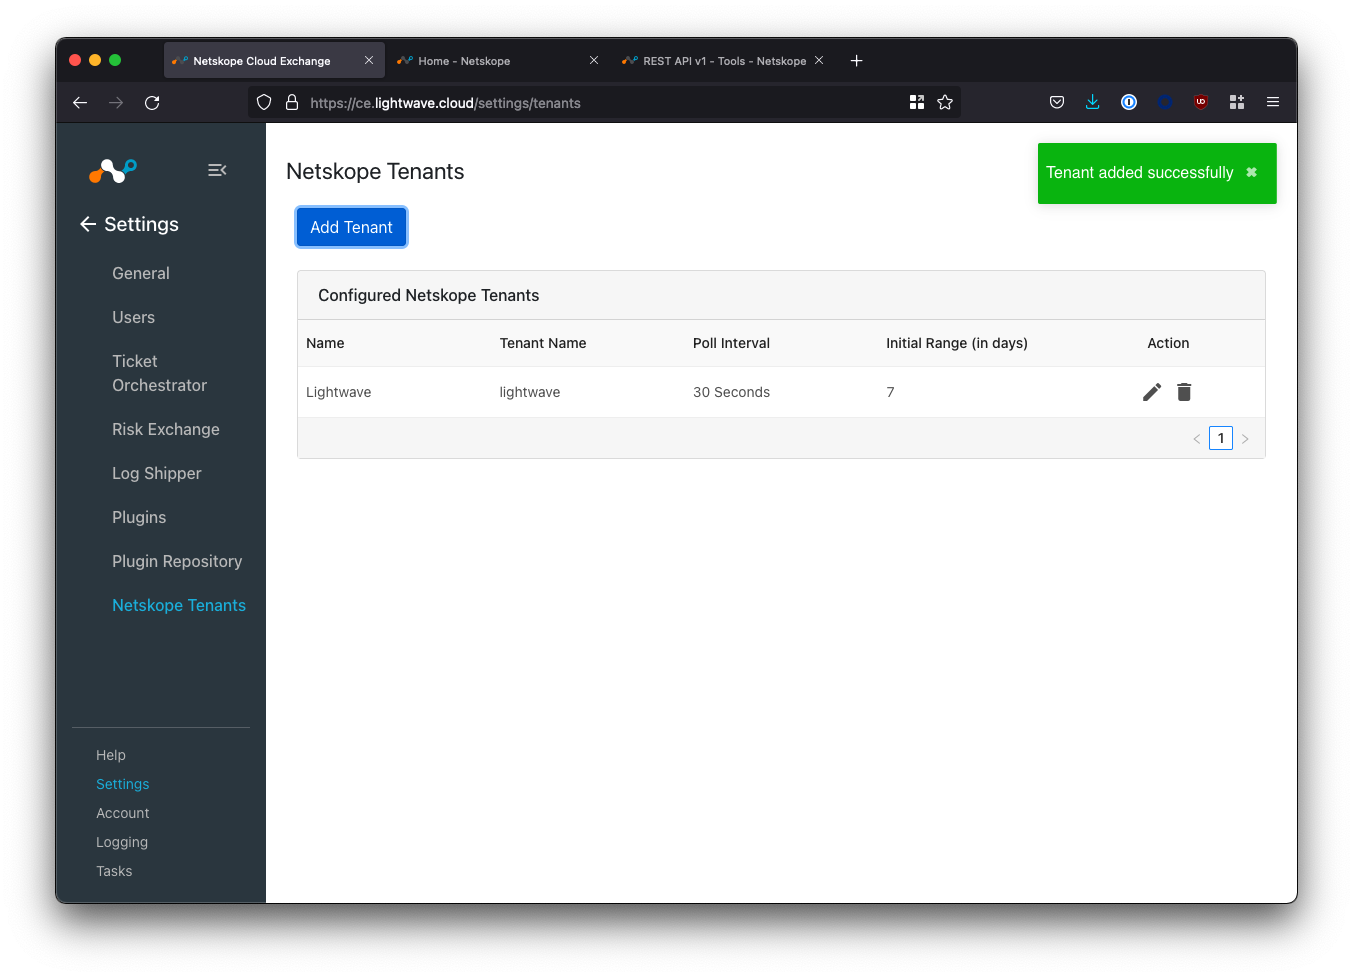 Netskope Cloud Exchange
Home - Netskope
REST API v1 - Tools - Netskope
https://ce.lightwave.cloud/settings/tenants
Settings
General
Users
Ticket
Orchestrator
Risk Exchange
Log Shipper
Plugins
Plugin Repository
Netskope Tenants
Help
Settings
Account
Logging
Tasks
Netskope Tenants
Tenant added successfully
Add Tenant
Configured Netskope Tenants
Name Tenant Name Poll Interval Initial Range (in days) Action
Lightwave lightwave 30 Seconds 7
1